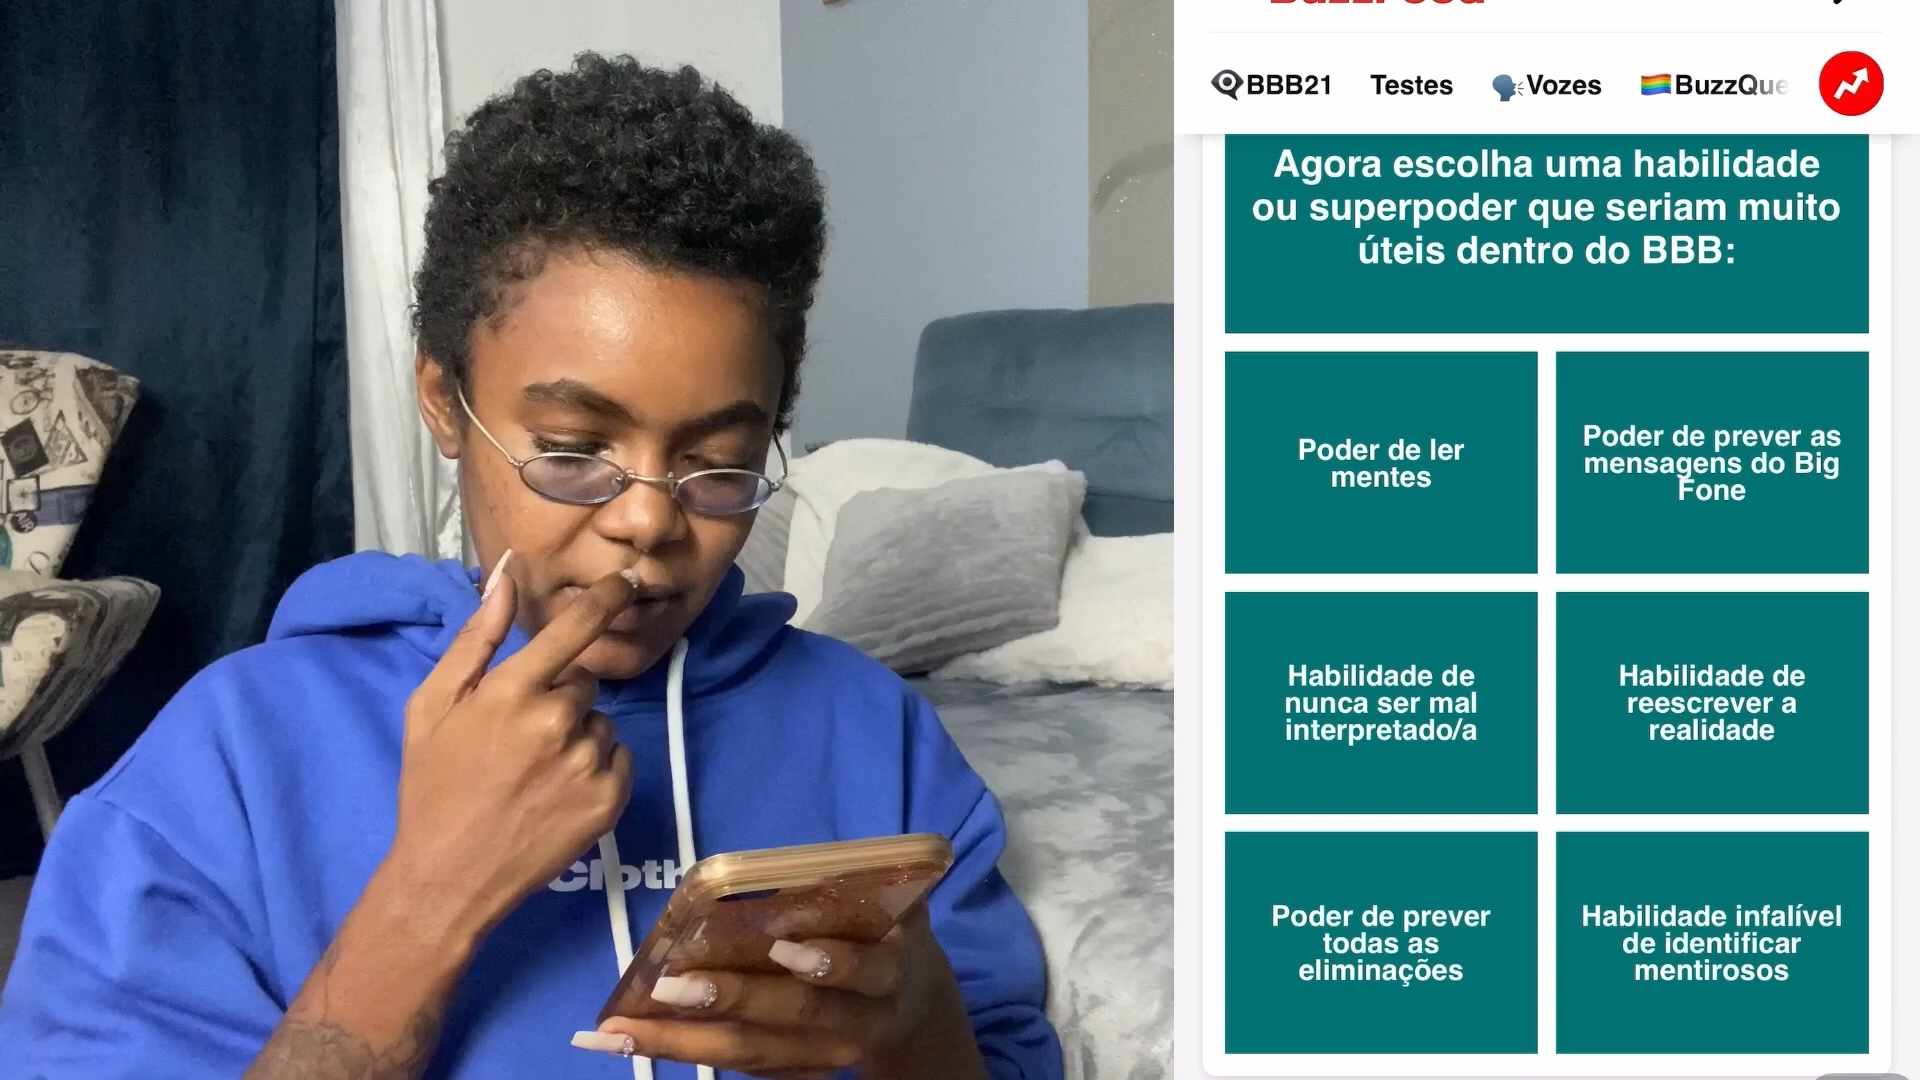 BBB21 Testes Vozes BuzzQue
Agora escolha uma habilidade
ou superpoder que seriam muito
úteis dentro do BBB:
Poder de ler
mentes
Poder de prever as
mensagens do Big
Fone
Habilidade de
nunca ser mal
interpretado/a
Habilidade de
reescrever a
realidade
Poder de prever
todas as
eliminações
Habilidade infalível
de identificar
mentirosos
Cloth